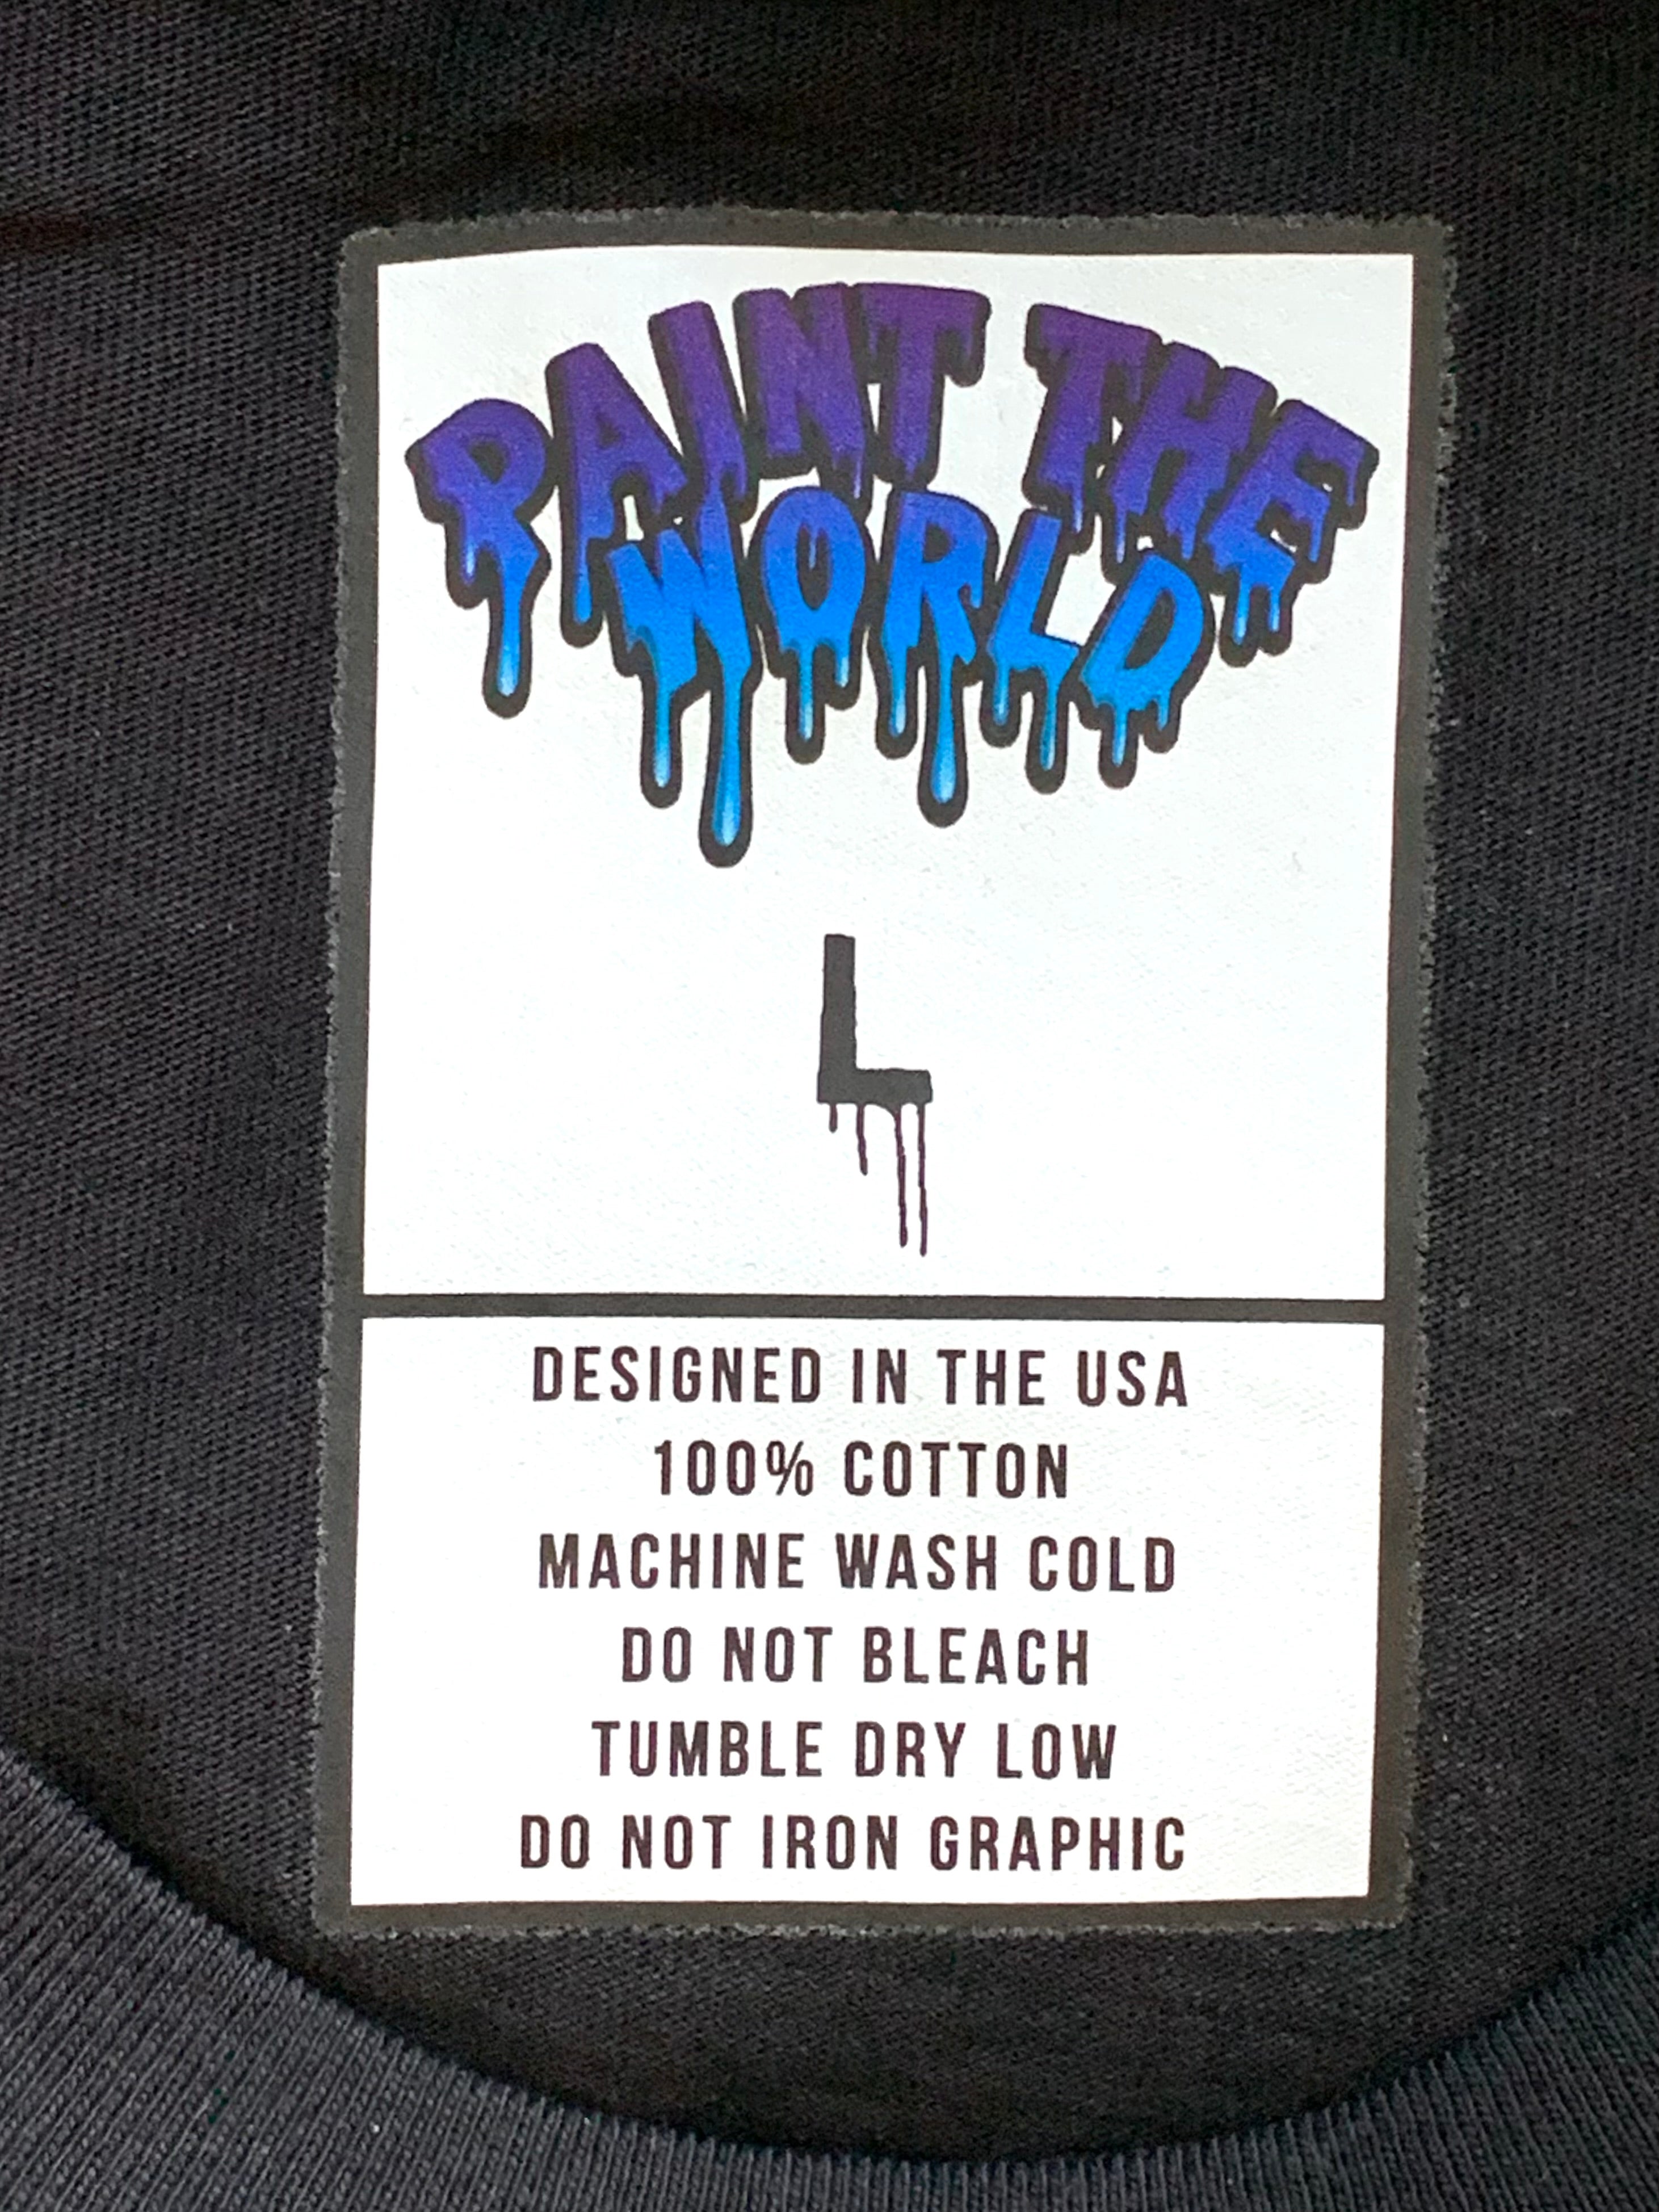 PAINT THE
WORLD
L
DESIGNED IN THE USA
100% COTTON
MACHINE WASH COLD
DO NOT BLEACH
TUMBLE DRY LOW
DO NOT IRON GRAPHIC